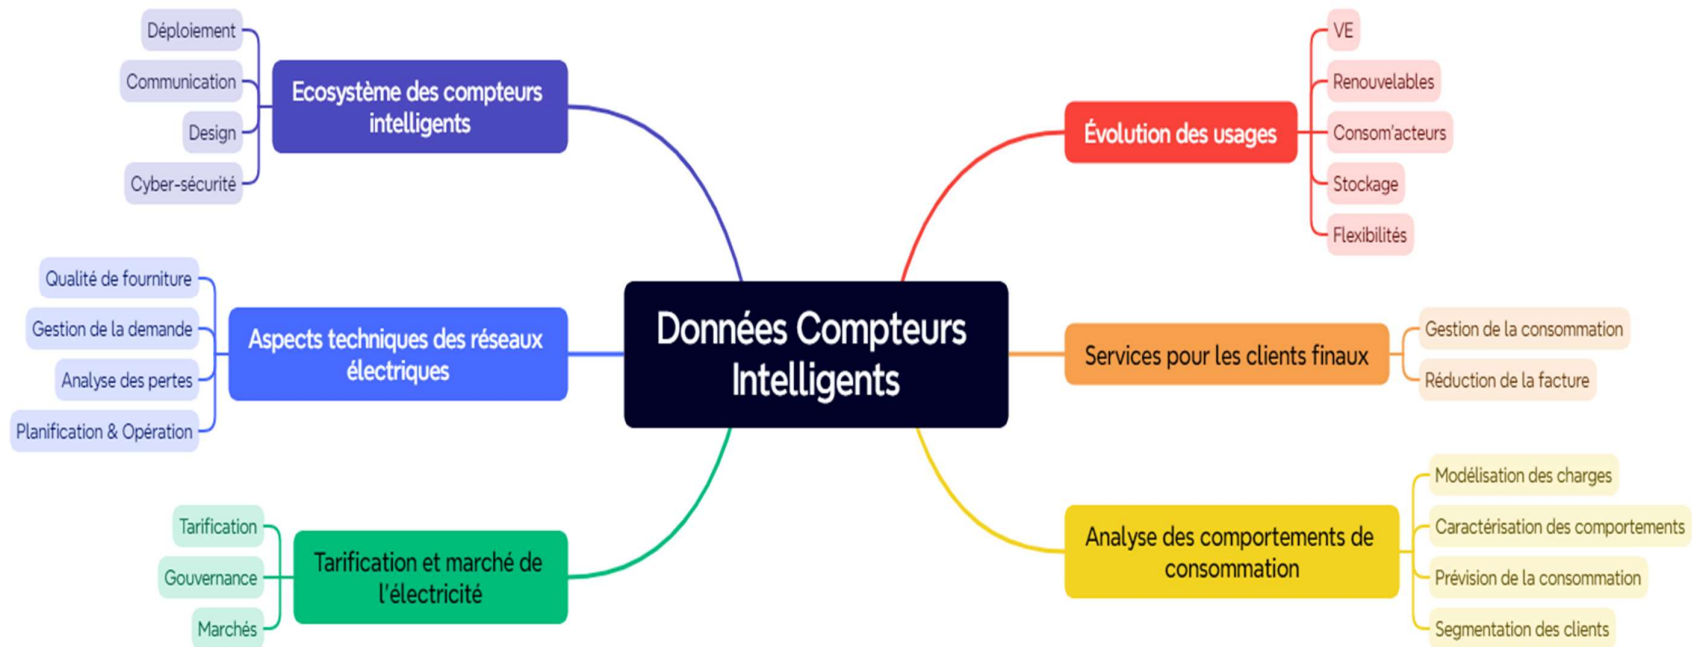 Données Compteurs
Intelligents
Ecosystème des compteurs
intelligents
Déploiement
Communication
Design
Cyber-sécurité
Aspects techniques des réseaux
électriques
Qualité de fourniture
Gestion de la demande
Analyse des pertes
Planification & Opération
Tarification et marché de
l'électricité
Tarification
Gouvernance
Marchés
Évolution des usages
VE
Renouvelables
Consom'acteurs
Stockage
Flexibilités
Services pour les clients finaux
Gestion de la consommation
Réduction de la facture
Analyse des comportements de
consommation
Modélisation des charges
Caractérisation des comportements
Prévision de la consommation
Segmentation des clients